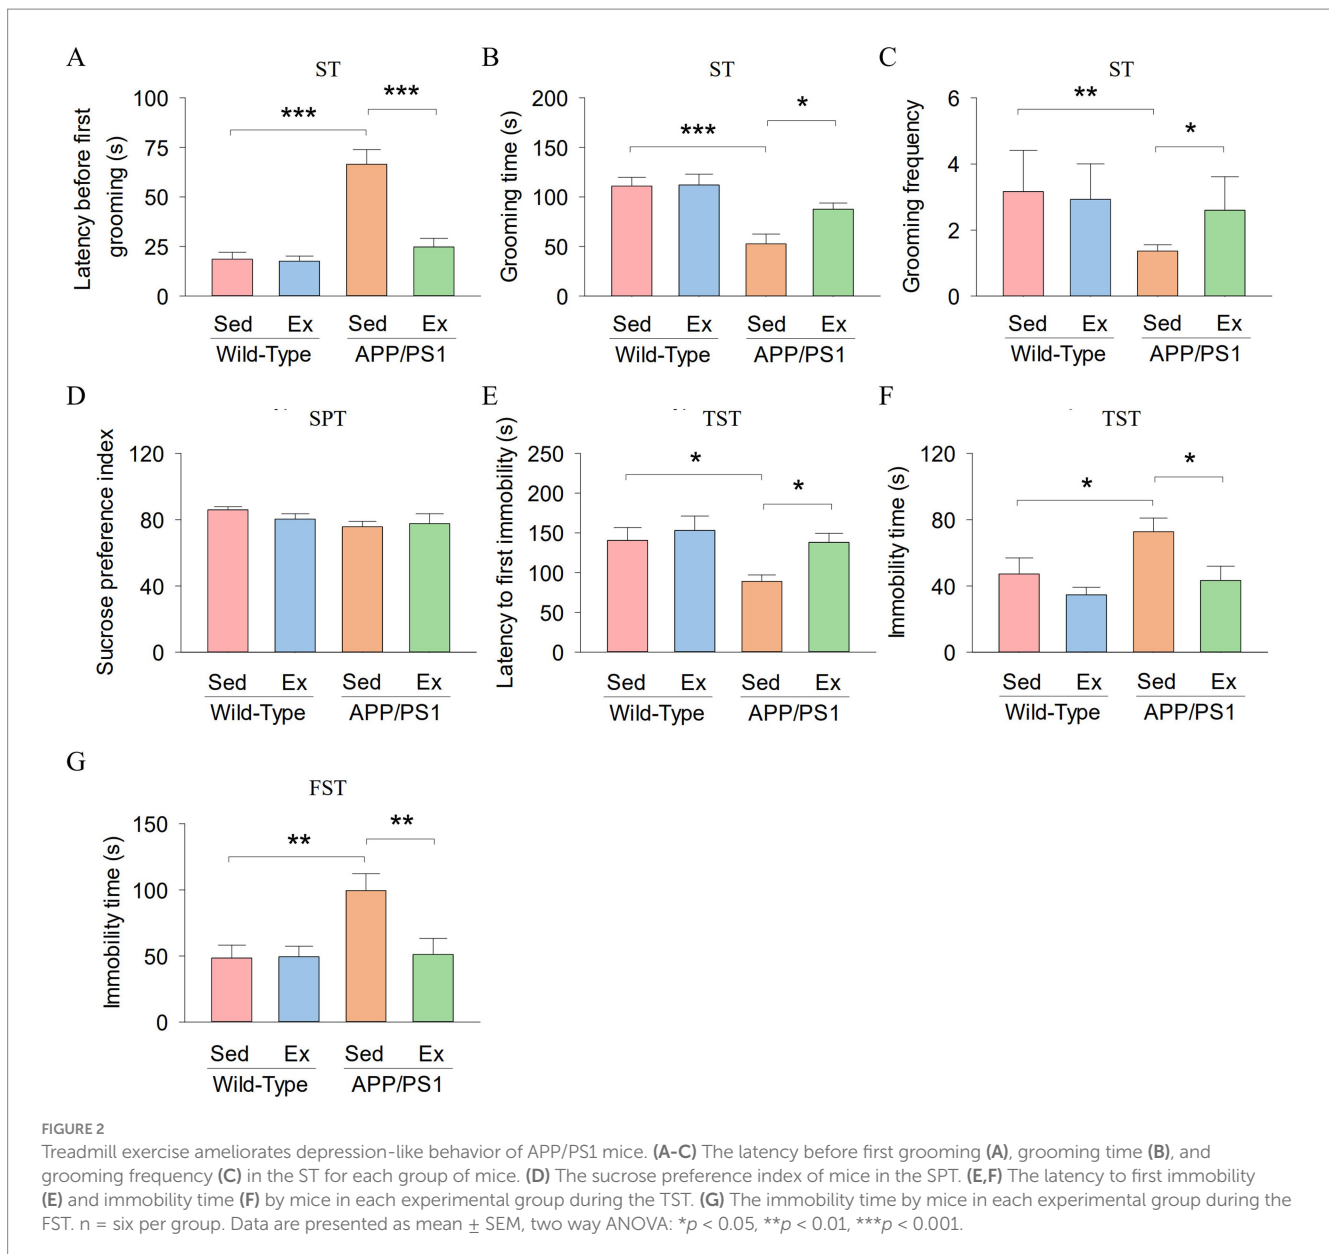 A
ST
Latency before first
grooming (s)
100
75
50
25
0
***
***
Sed Ex Sed Ex
Wild-Type APP/PS1
B
ST
Grooming time (s)
200
150
100
50
0
***
*
Sed Ex Sed Ex
Wild-Type APP/PS1
C
ST
Grooming frequency
6
4
2
0
**
*
Sed Ex Sed Ex
Wild-Type APP/PS1
D
SPT
Sucrose preference index
120
80
40
0
Sed Ex Sed Ex
Wild-Type APP/PS1
E
TST
Latency to first immobility (s)
250
200
150
100
50
0
*
*
Sed Ex Sed Ex
Wild-Type APP/PS1
F
TST
Immobility time (s)
120
80
40
0
*
*
Sed Ex Sed Ex
Wild-Type APP/PS1
G
FST
Immobility time (s)
150
100
50
0
**
**
Sed Ex Sed Ex
Wild-Type APP/PS1
FIGURE 2
Treadmill exercise ameliorates depression-like behavior of APP/PS1 mice. (A-C) The latency before first grooming (A), grooming time (B), and
grooming frequency (C) in the ST for each group of mice. (D) The sucrose preference index of mice in the SPT. (E,F) The latency to first immobility
(E) and immobility time (F) by mice in each experimental group during the TST. (G) The immobility time by mice in each experimental group during the
FST. n = six per group. Data are presented as mean ± SEM, two way ANOVA: *p < 0.05, **p < 0.01, ***p < 0.001.